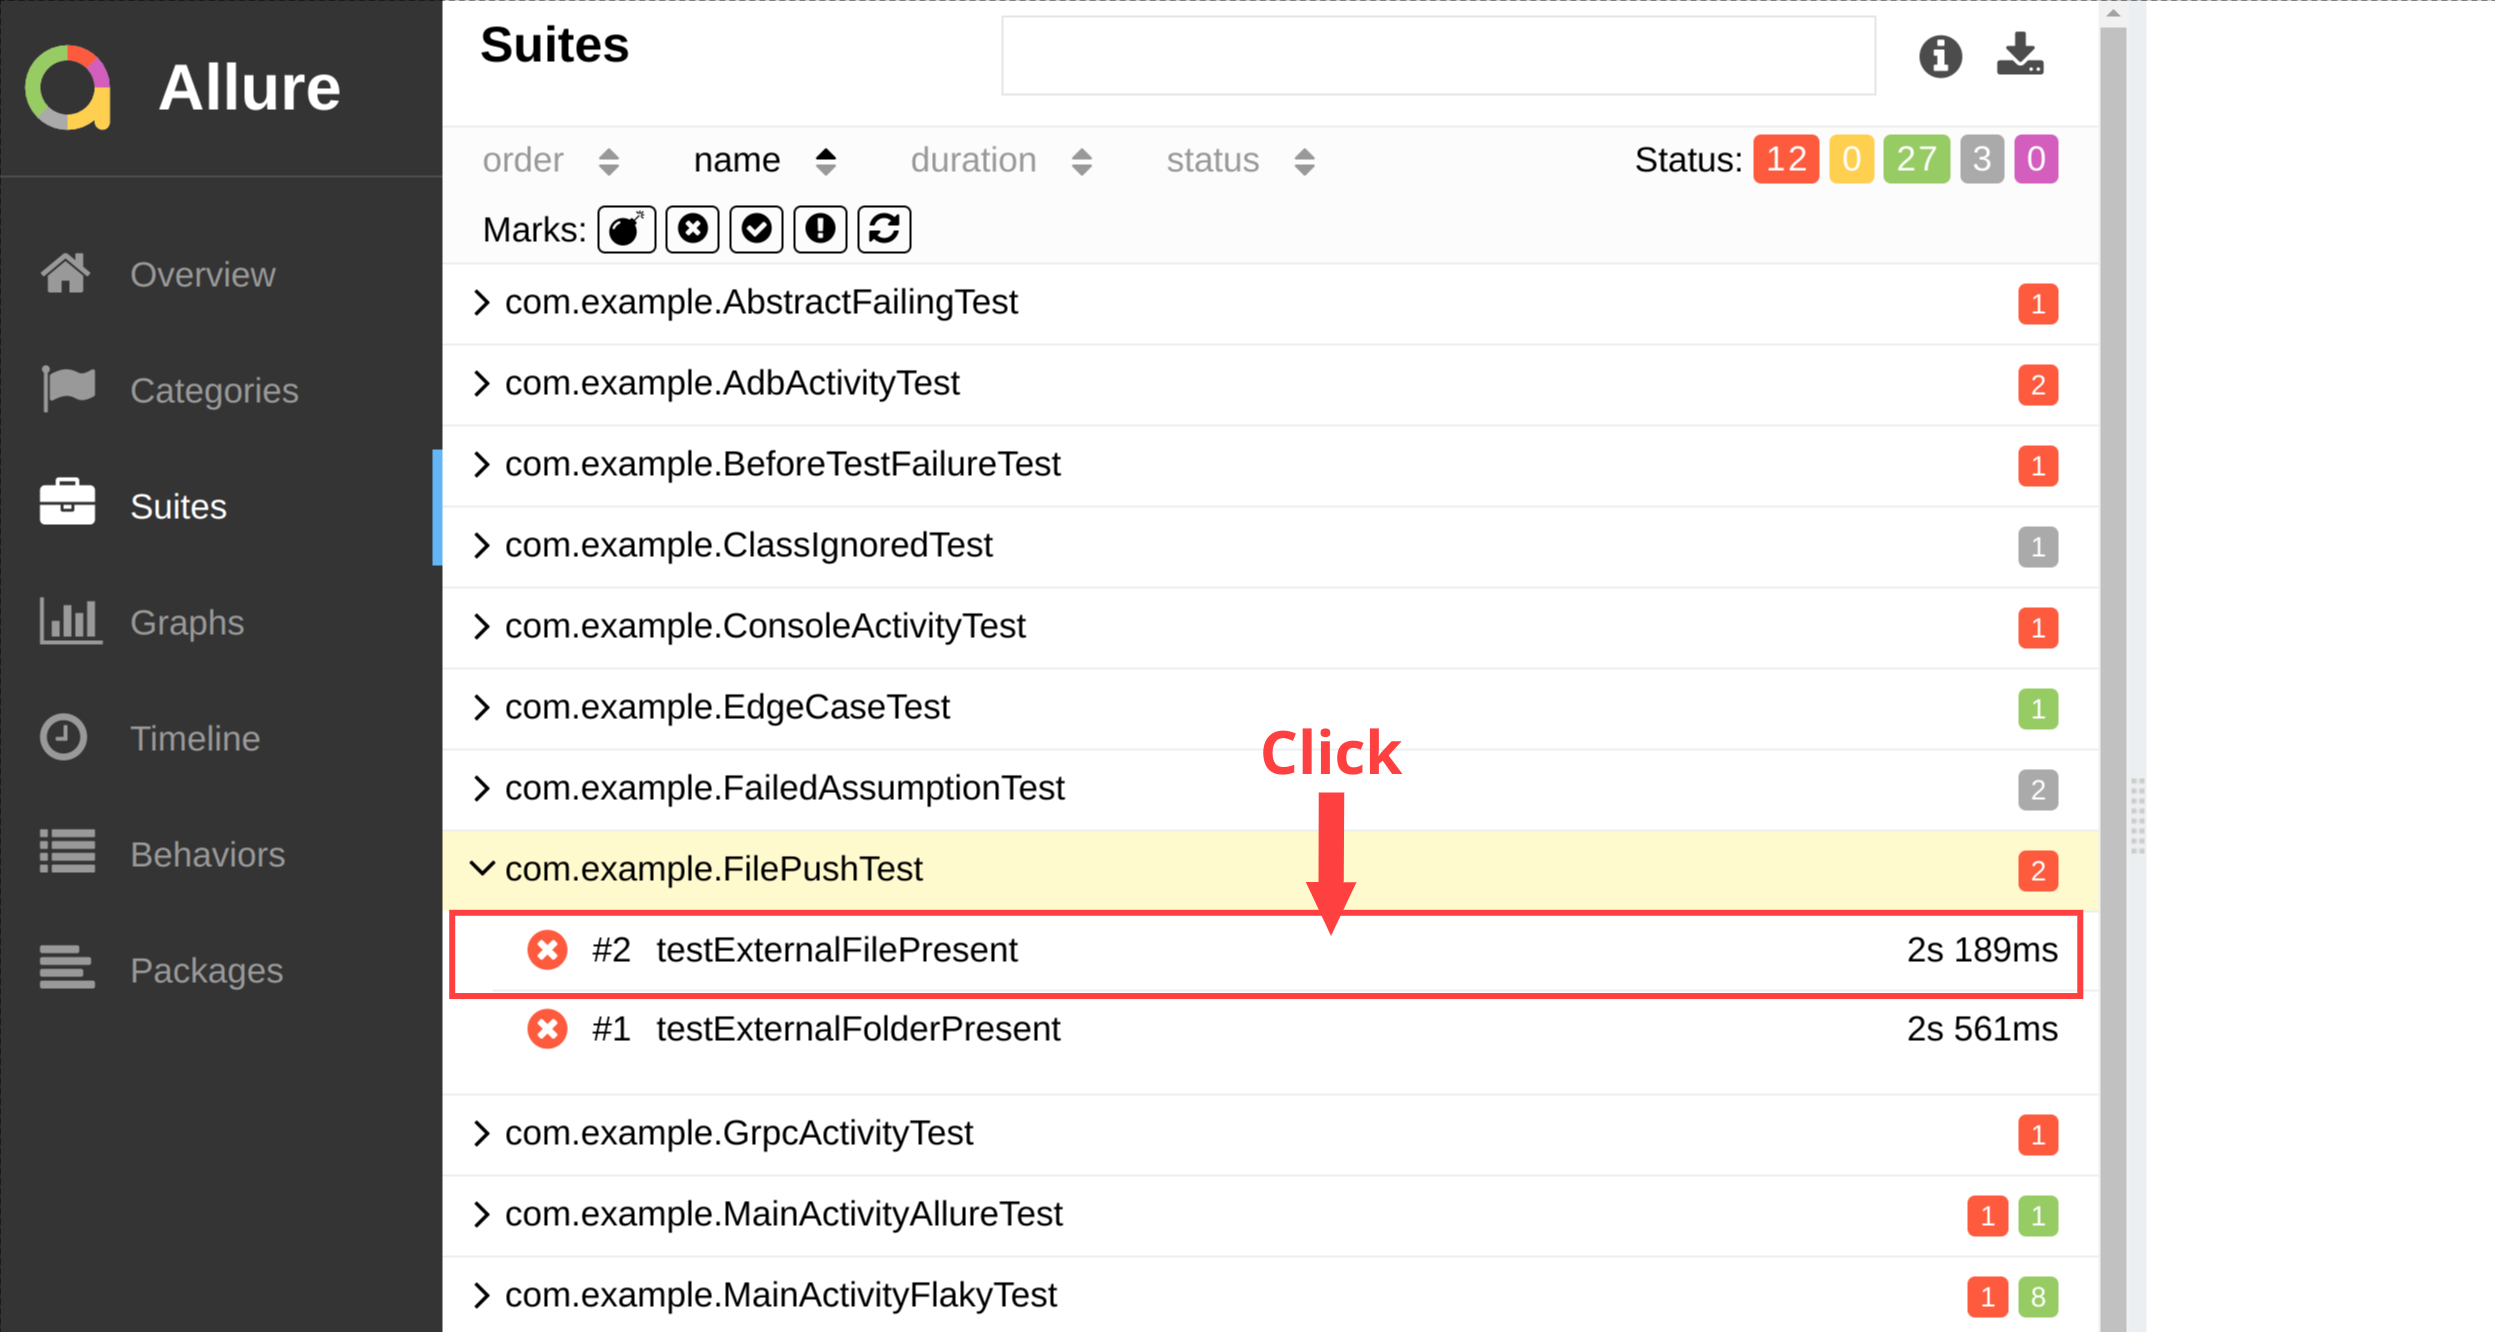 Allure
Overview
Categories
Suites
Graphs
Timeline
Behaviors
Packages
Suites
order name duration status Status: 12 0 27 3 0
Marks:
com.example.AbstractFailingTest 1
com.example.AdbActivityTest 2
com.example.BeforeTestFailureTest 1
com.example.ClassIgnoredTest 1
com.example.ConsoleActivityTest 1
com.example.EdgeCaseTest 1
Click
com.example.FailedAssumptionTest 2
com.example.FilePushTest 2
#2 testExternalFilePresent 2s 189ms
#1 testExternalFolderPresent 2s 561ms
com.example.GrpcActivityTest 1
com.example.MainActivityAllureTest 1 1
com.example.MainActivityFlakyTest 1 8